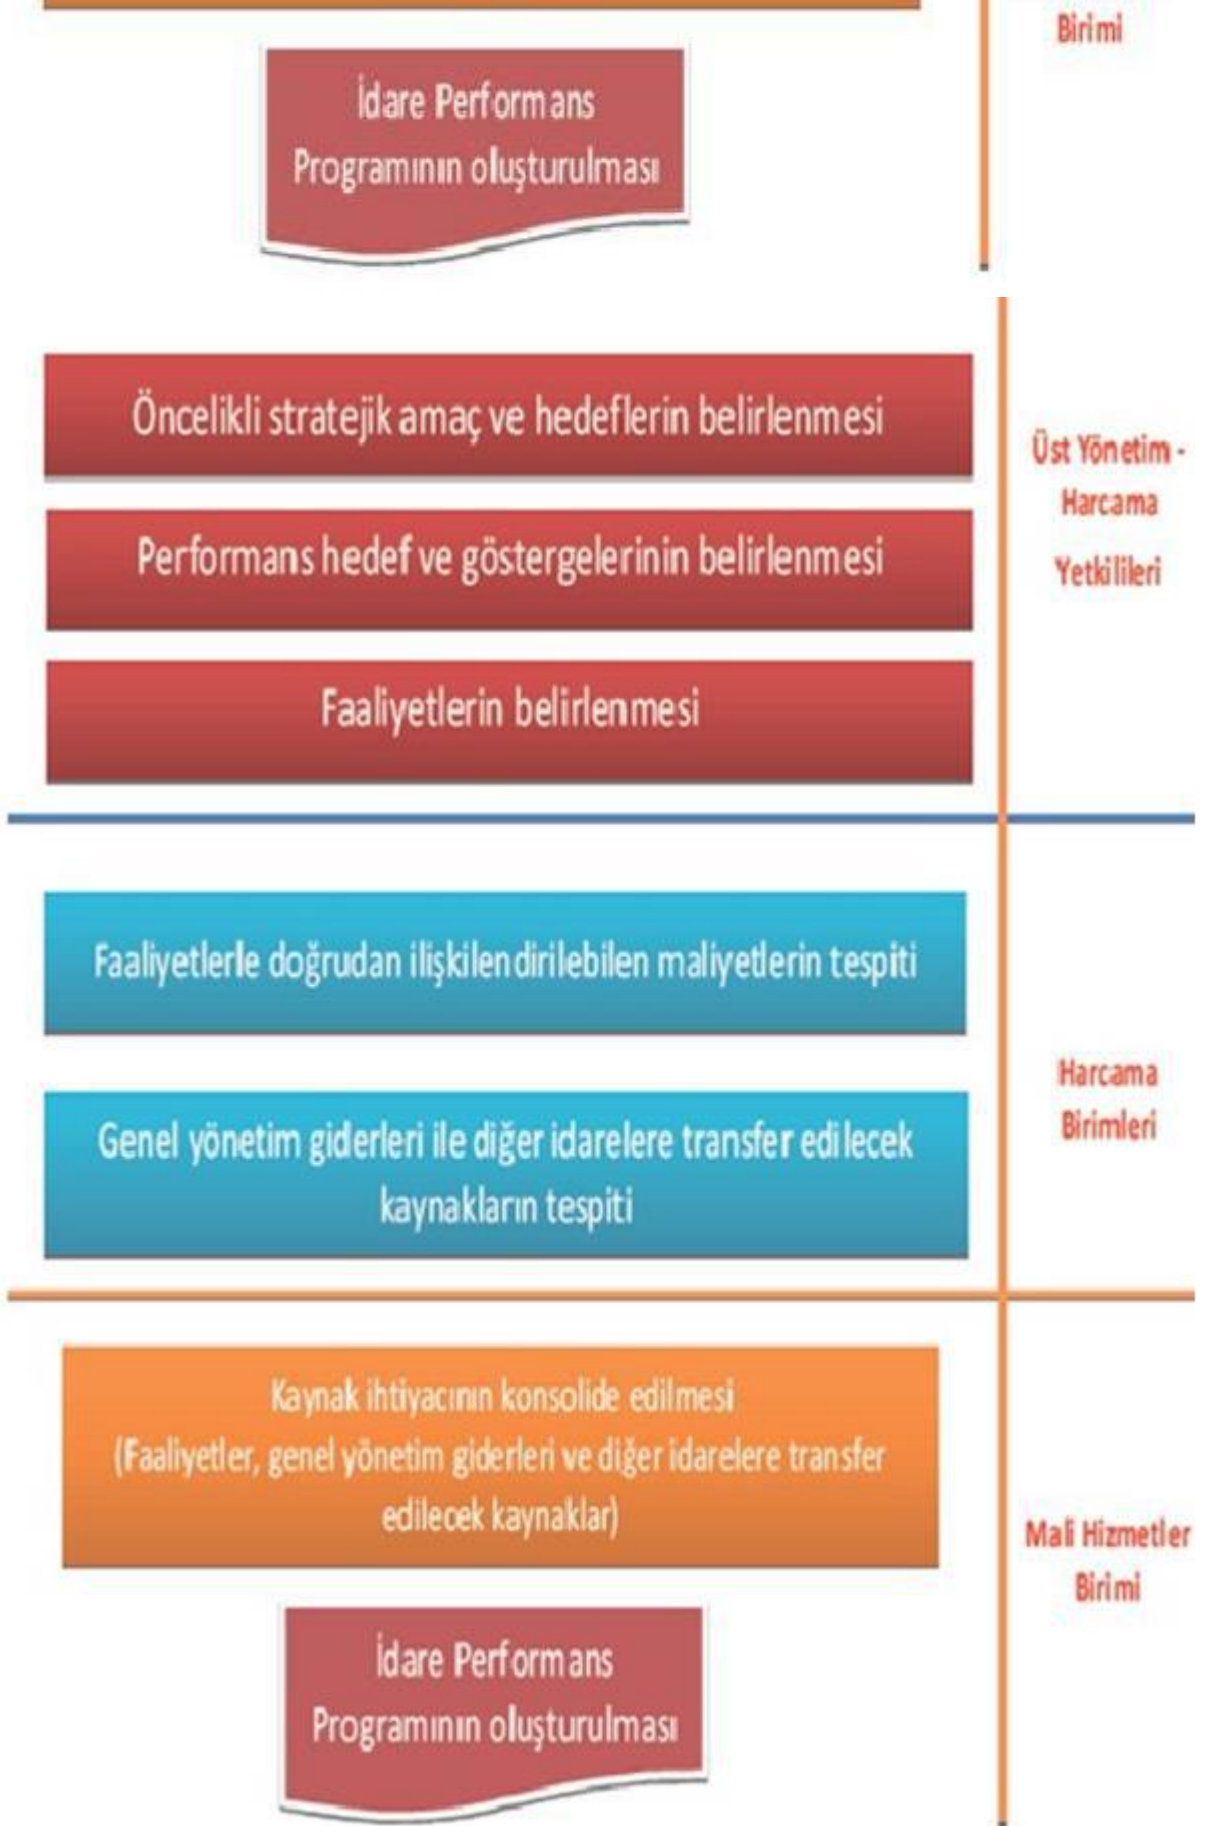 Birimi
İdare Performans
Programının oluşturulması
Öncelikli stratejik amaç ve hedeflerin belirlenmesi
Performans hedef ve göstergelerinin belirlenmesi
Faaliyetlerin belirlenmesi
Üst Yönetim -
Harcama
Yetkilileri
Faaliyetlerle doğrudan ilişkilendirilebilen maliyetlerin tespiti
Genel yönetim giderleri ile diğer idarelere transfer edilecek
kaynakların tespiti
Harcama
Birimleri
Kaynak ihtiyacının konsolide edilmesi
(Faaliyetler, genel yönetim giderleri ve diğer idarelere transfer
edilecek kaynaklar)
Mali Hizmetler
Birimi
İdare Performans
Programının oluşturulması